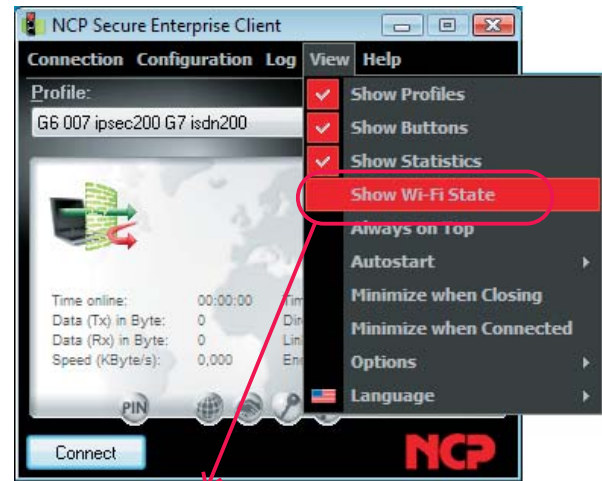 NCP Secure Enterprise Client
Connection Configuration Log View Help
Profile:
G6 007 ipsec200 G7 isdn200
Show Profiles
Show Buttons
Show Statistics
Show Wi-Fi State
Always on Top
Autostart
Minimize when Closing
Minimize when Connected
Options
Language
Time online: 00:00:00
Data (Tx) in Byte: 0
Data (Rx) in Byte: 0
Speed (KByte/s): 0,000
PIN
Connect
NCP